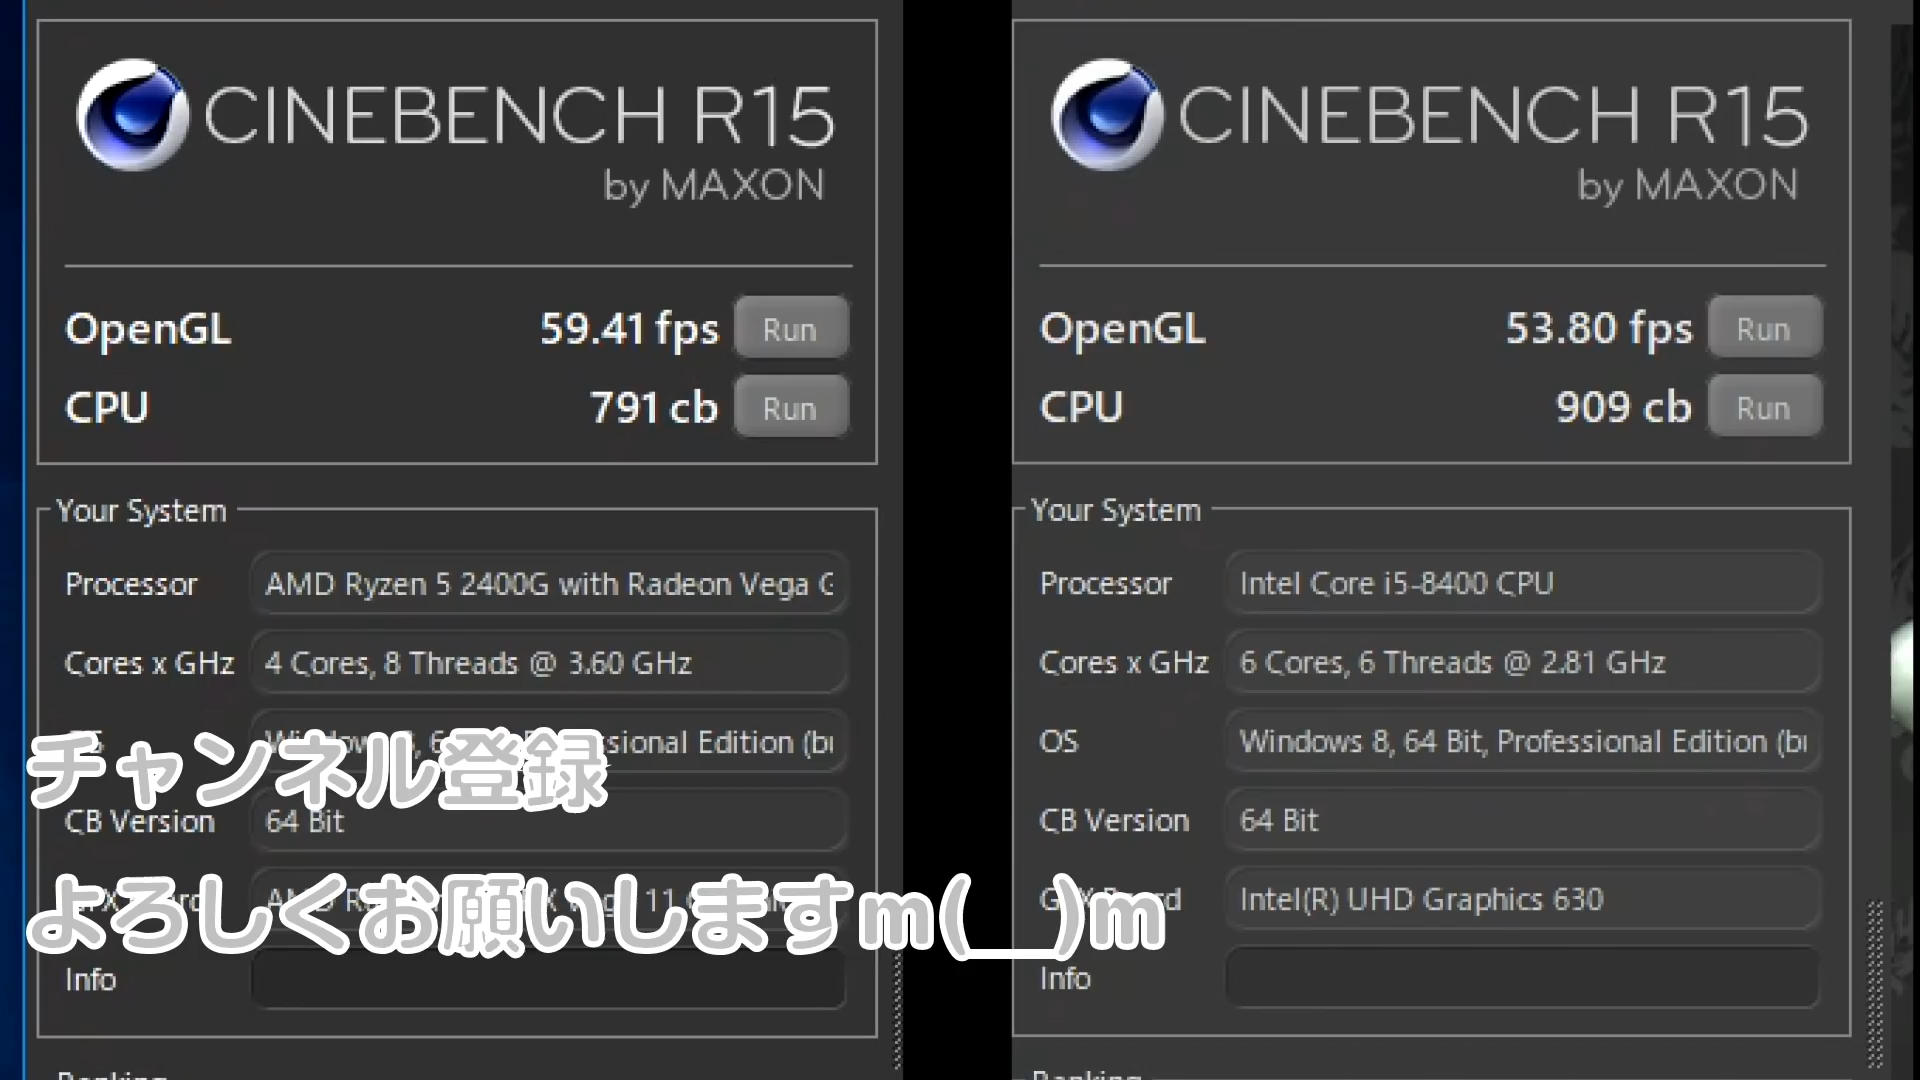 CINEBENCH R15
by MAXON
OpenGL 59.41 fps Run
CPU 791 cb Run
Your System
Processor AMD Ryzen 5 2400G with Radeon Vega G
Cores x GHz 4 Cores, 8 Threads @ 3.60 GHz
Edition (bu
CB Version 64 Bit
Info
CINEBENCH R15
by MAXON
OpenGL 53.80 fps Run
CPU 909 cb Run
Your System
Processor Intel Core i5-8400 CPU
Cores x GHz 6 Cores, 6 Threads @ 2.81 GHz
OS Windows 8, 64 Bit, Professional Edition (bu
CB Version 64 Bit
Intel(R) UHD Graphics 630
Info
チャンネル登録
よろしくお願いしますm(__)m